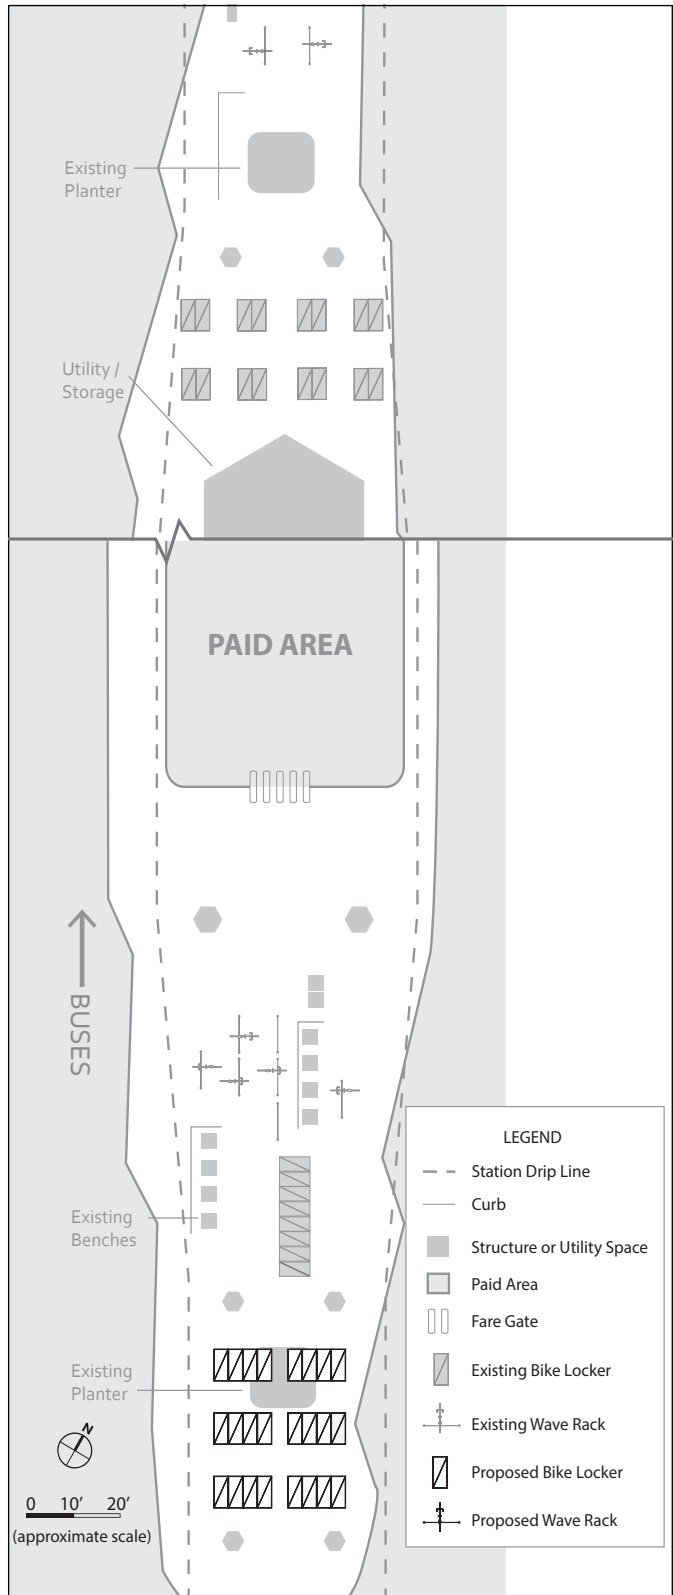 Existing
Planter
Utility /
Storage
PAID AREA
BUSES
Existing
Benches
Existing
Planter
N
0 10’ 20’
(approximate scale)
LEGEND
Station Drip Line
Curb
Structure or Utility Space
Paid Area
Fare Gate
Existing Bike Locker
Existing Wave Rack
Proposed Bike Locker
Proposed Wave Rack